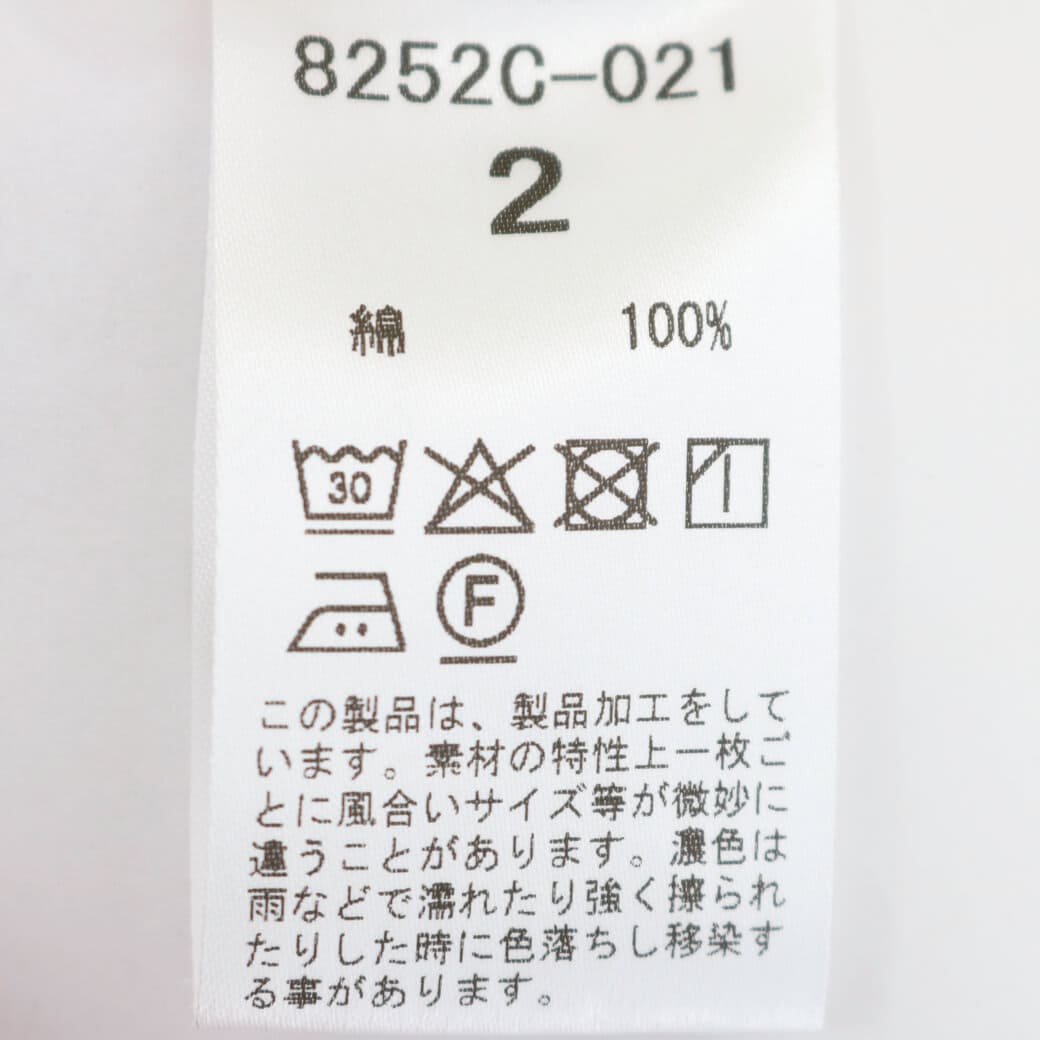 8252C-021
2
綿 100%
30
F
この製品は、製品加工をして
います。素材の特性上一枚ご
とに風合いサイズ等が微妙に
違うことがあります。濃色は
雨などで濡れたり強く擦られ
たりした時に色落ちし移染す
る事があります。